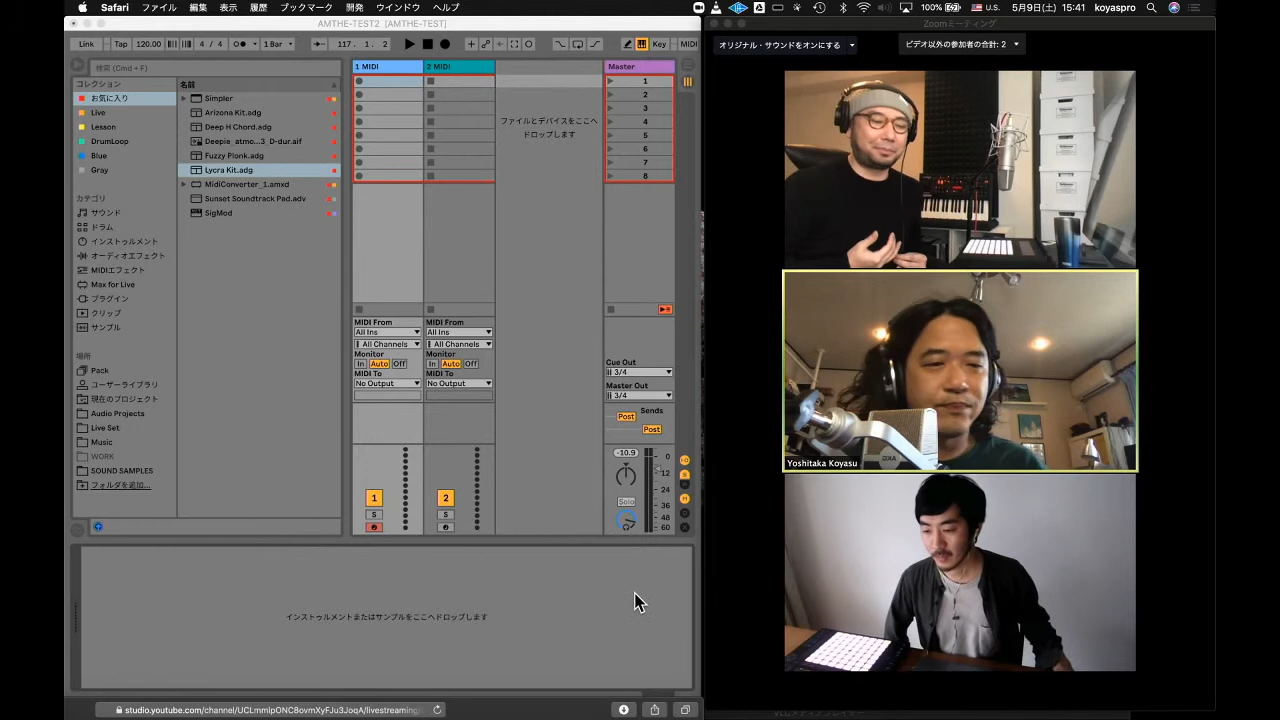 Safari ファイル 編集 表示 履歴 ブックマーク 開発 ウインドウ ヘルプ
100% U.S. 5月9日(土) 15:41 koyaspro
AMTHE-TEST2 [AMTHE-TEST]
Zoomミーティング
Link Tap 120.00 4 / 4 1 Bar 117. 1. 2 Key MIDI
オリジナル・サウンドをオンにする
ビデオ以外の参加者の合計: 2
検索 (Cmd + F)
コレクション
お気に入り
Live
Lesson
DrumLoop
Blue
Gray
カテゴリ
サウンド
ドラム
インストゥルメント
オーディオエフェクト
MIDIエフェクト
Max for Live
プラグイン
クリップ
サンプル
場所
Pack
ユーザーライブラリ
現在のプロジェクト
Audio Projects
Live Set
Music
WORK
SOUND SAMPLES
フォルダを追加...
名前
Simpler
Arizona Kit.adg
Deep H Chord.adg
Deepie_atmo...3_D-dur.aif
Fuzzy Plonk.adg
Lycra Kit.adg
MidiConverter_1.amxd
Sunset Soundtrack Pad.adv
SigMod
1 MIDI 2 MIDI Master
1
2
3
4
5
6
7
8
ファイルとデバイスをここへ
ドロップします
MIDI From MIDI From
All Ins All Ins
All Channels All Channels
Monitor Monitor
In Auto Off In Auto Off
MIDI To MIDI To
No Output No Output
Cue Out
3/4
Master Out
3/4
Sends
Post
Post
-10.9
0
12
24
36
48
60
Solo
1 2
S S
インストゥルメントまたはサンプルをここへドロップします
Yoshitaka Koyasu
AKG
studio.youtube.com/channel/UCLmmlpONC8ovmXyFJu3JoqA/livestreaming